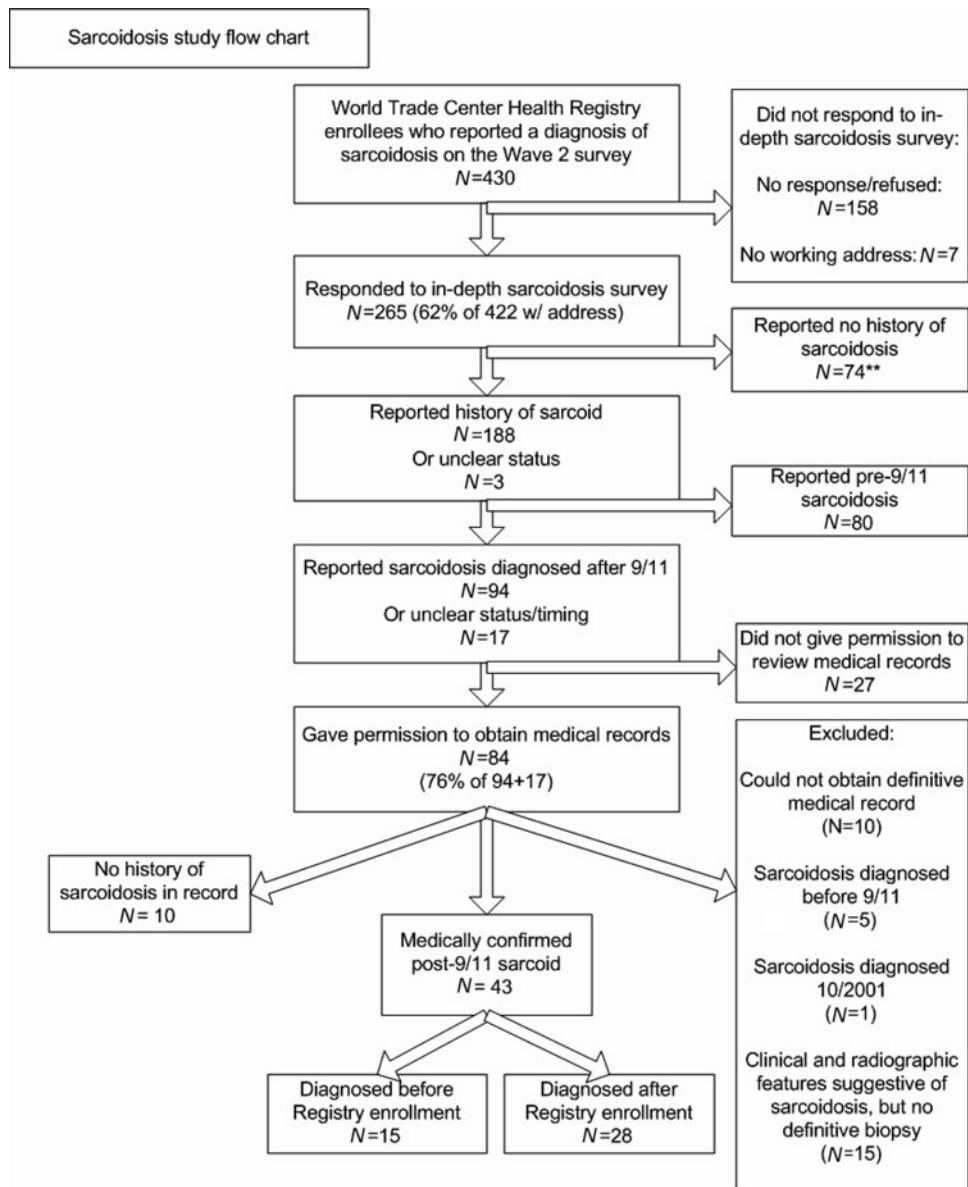 Sarcoidosis study flow chart
World Trade Center Health Registry
enrollees who reported a diagnosis of
sarcoidosis on the Wave 2 survey
N=430
Did not respond to in-
depth sarcoidosis survey:
No response/refused:
N=158
No working address: N=7
Responded to in-depth sarcoidosis survey
N=265 (62% of 422 w/ address)
Reported no history of
sarcoidosis
N=74**
Reported history of sarcoid
N=188
Or unclear status
N=3
Reported pre-9/11
sarcoidosis
N=80
Reported sarcoidosis diagnosed after 9/11
N=94
Or unclear status/timing
N=17
Did not give permission to
review medical records
N=27
Gave permission to obtain medical records
N=84
(76% of 94+17)
Excluded:
Could not obtain definitive
medical record
(N=10)
Sarcoidosis diagnosed
before 9/11
(N=5)
Sarcoidosis diagnosed
10/2001
(N=1)
Clinical and radiographic
features suggestive of
sarcoidosis, but no
definitive biopsy
(N=15)
No history of
sarcoidosis in record
N= 10
Medically confirmed
post-9/11 sarcoid
N= 43
Diagnosed before
Registry enrollment
N=15
Diagnosed after
Registry enrollment
N=28